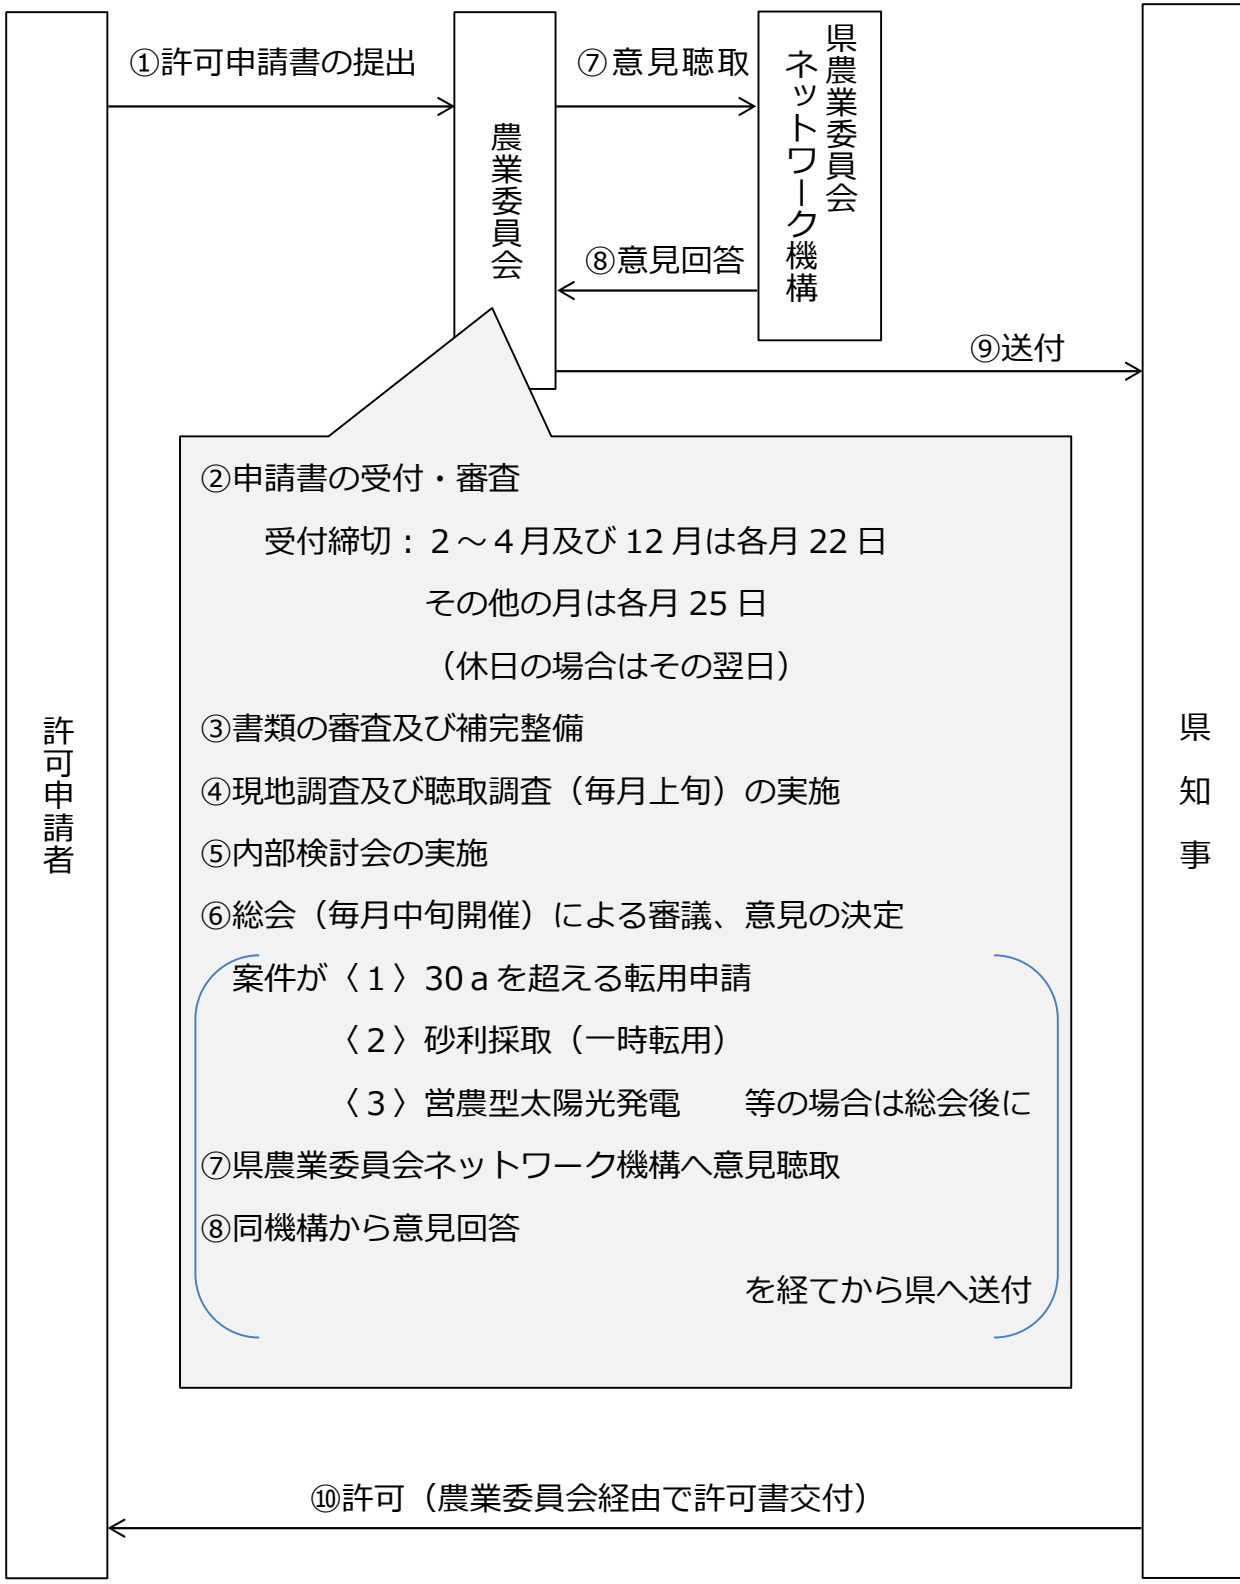 ①許可申請書の提出
⑦意見聴取
県農業委員会
ネットワーク機構
農業委員会
⑧意見回答
⑨送付
②申請書の受付・審査
受付締切：２～４月及び 12 月は各月 22 日
その他の月は各月 25 日
（休日の場合はその翌日）
③書類の審査及び補完整備
④現地調査及び聴取調査（毎月上旬）の実施
⑤内部検討会の実施
⑥総会（毎月中旬開催）による審議、意見の決定
案件が〈１〉30ａを超える転用申請
〈２〉砂利採取（一時転用）
〈３〉営農型太陽光発電　　等の場合は総会後に
⑦県農業委員会ネットワーク機構へ意見聴取
⑧同機構から意見回答
を経てから県へ送付
許可申請者
県知事
⑩許可（農業委員会経由で許可書交付）